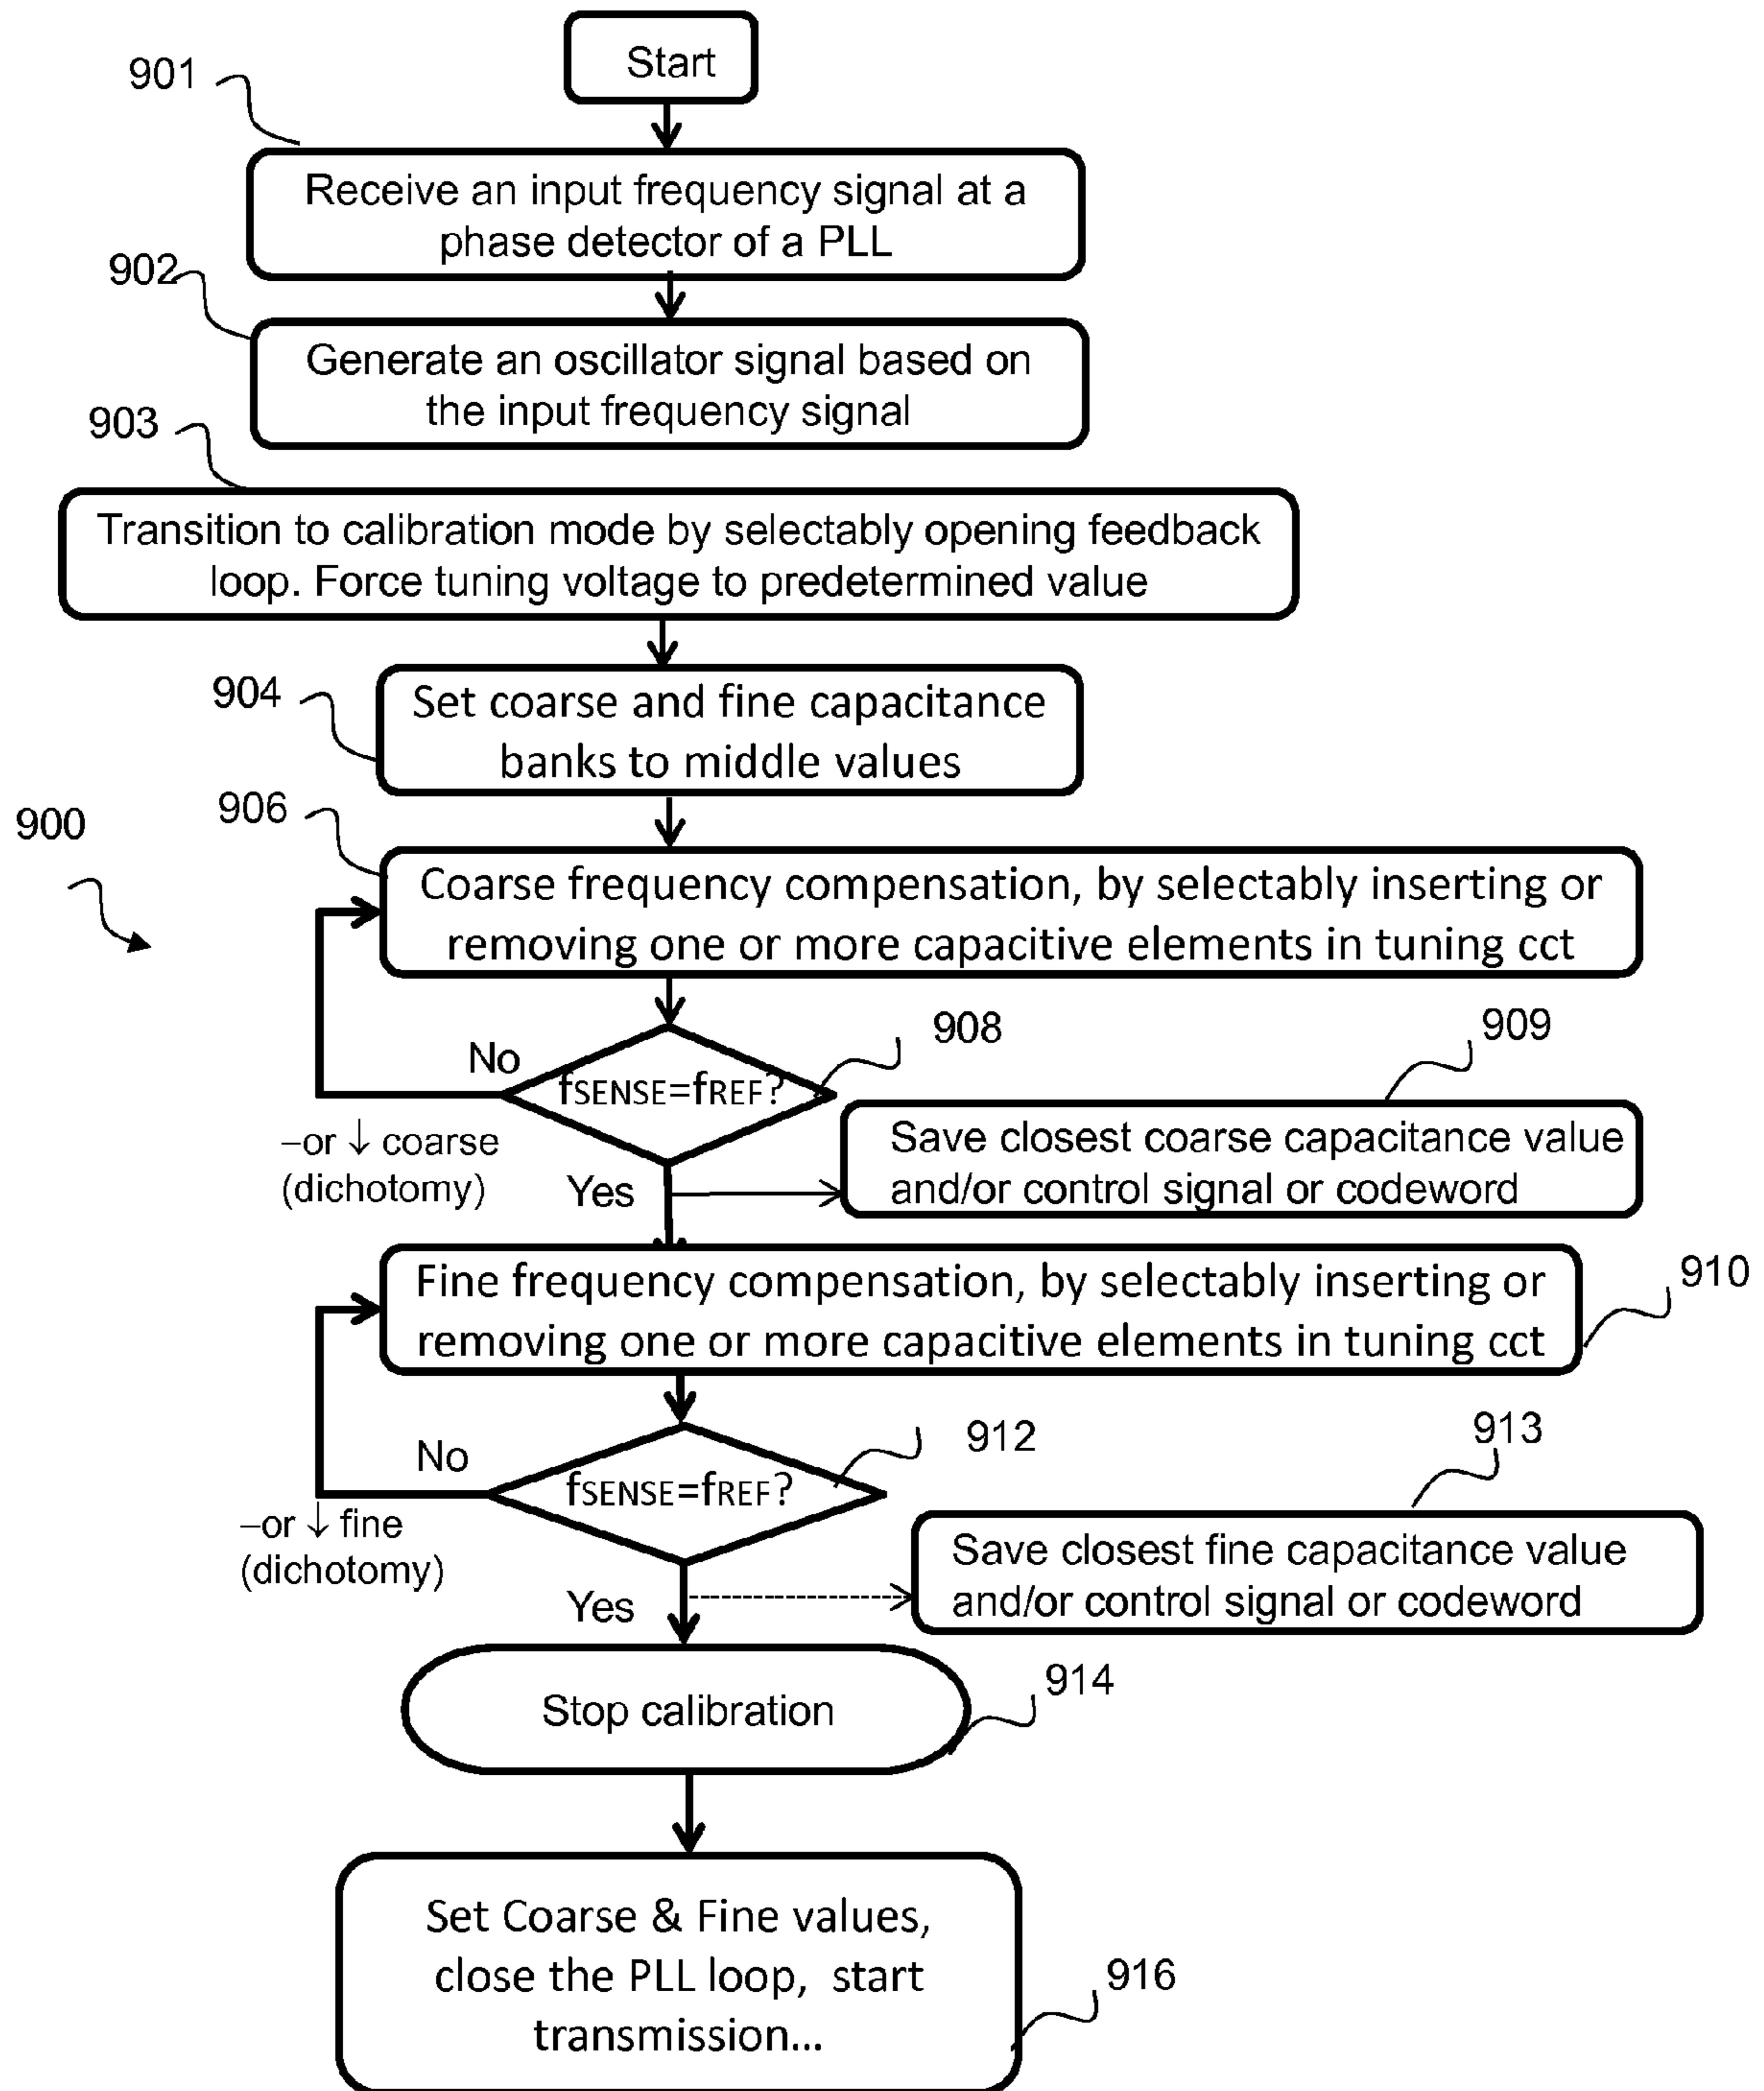 Start
901
Receive an input frequency signal at a
phase detector of a PLL
902
Generate an oscillator signal based on
the input frequency signal
903
Transition to calibration mode by selectably opening feedback
loop. Force tuning voltage to predetermined value
904
Set coarse and fine capacitance
banks to middle values
900
906
Coarse frequency compensation, by selectably inserting or
removing one or more capacitive elements in tuning cct
908
No
fSENSE=fREF?
909
–or ↓ coarse
(dichotomy)
Yes
Save closest coarse capacitance value
and/or control signal or codeword
910
Fine frequency compensation, by selectably inserting or
removing one or more capacitive elements in tuning cct
912
No
fSENSE=fREF?
913
–or ↓ fine
(dichotomy)
Yes
Save closest fine capacitance value
and/or control signal or codeword
914
Stop calibration
916
Set Coarse & Fine values,
close the PLL loop, start
transmission...